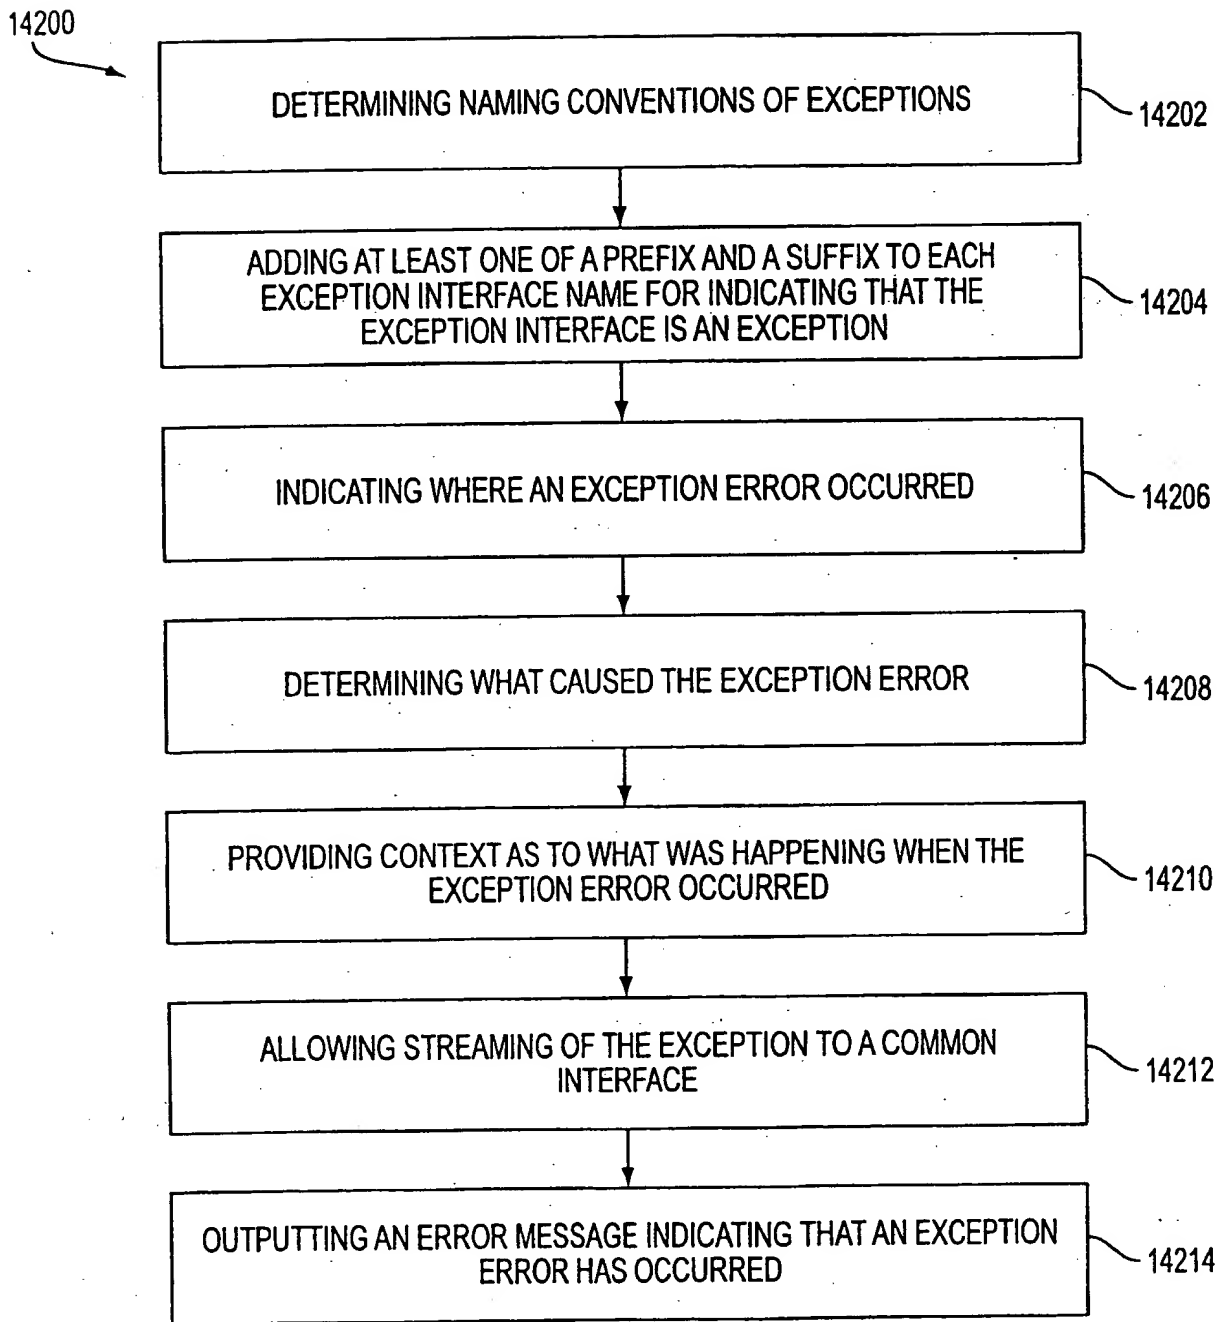 14200
DETERMINING NAMING CONVENTIONS OF EXCEPTIONS
14202
ADDING AT LEAST ONE OF A PREFIX AND A SUFFIX TO EACH
EXCEPTION INTERFACE NAME FOR INDICATING THAT THE
EXCEPTION INTERFACE IS AN EXCEPTION
14204
INDICATING WHERE AN EXCEPTION ERROR OCCURRED
14206
DETERMINING WHAT CAUSED THE EXCEPTION ERROR
14208
PROVIDING CONTEXT AS TO WHAT WAS HAPPENING WHEN THE
EXCEPTION ERROR OCCURRED
14210
ALLOWING STREAMING OF THE EXCEPTION TO A COMMON
INTERFACE
14212
OUTPUTTING AN ERROR MESSAGE INDICATING THAT AN EXCEPTION
ERROR HAS OCCURRED
14214